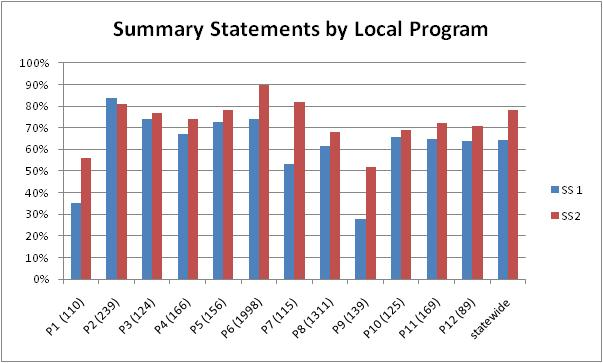 Summary Statements by Local Program
100%
90%
80%
70%
60%
50%
40%
30%
20%
10%
0%
P1 (110)
P2 (239)
P3 (124)
P4 (166)
P5 (156)
P6 (1998)
P7 (115)
P8 (1311)
P9 (139)
P10 (125)
P11 (169)
P12 (89)
statewide
SS 1
SS2